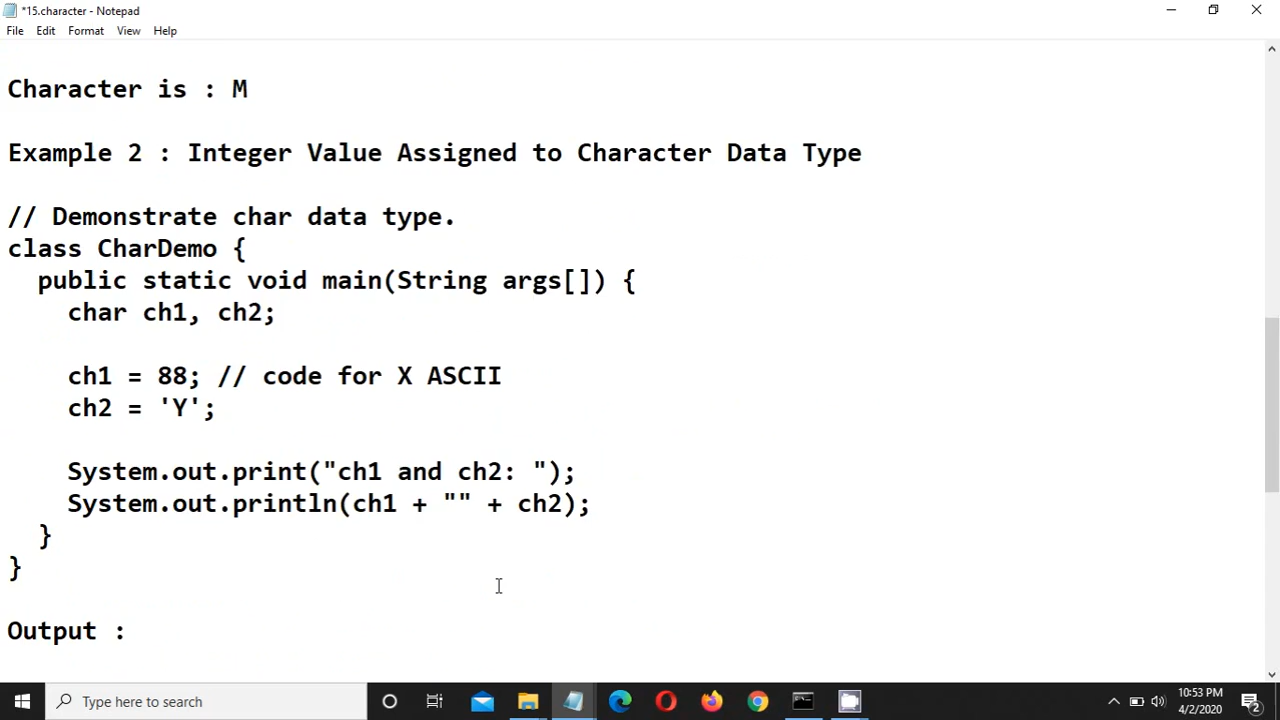 *15.character - Notepad
File Edit Format View Help
Character is : M
Example 2 : Integer Value Assigned to Character Data Type
// Demonstrate char data type.
class CharDemo {
public static void main(String args[]) {
char ch1, ch2;
ch1 = 88; // code for X ASCII
ch2 = 'Y';
System.out.print("ch1 and ch2: ");
System.out.println(ch1 + "" + ch2);
}
}
Output :
Type here to search
10:53 PM
4/2/2020
2